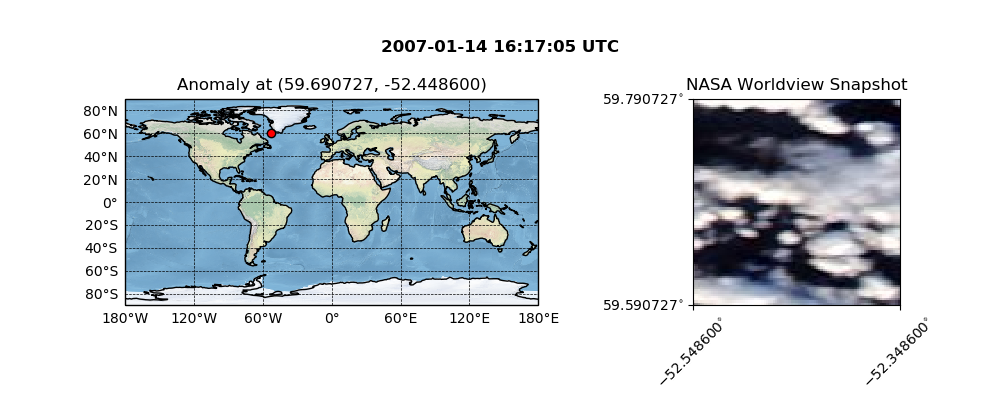 2007-01-14 16:17:05 UTC
Anomaly at (59.690727, -52.448600)
80°N
60°N
40°N
20°N
0°
20°S
40°S
60°S
80°S
180°W 120°W 60°W 0° 60°E 120°E 180°E
NASA Worldview Snapshot
59.790727°
59.590727°
−52.548600° −52.348600°